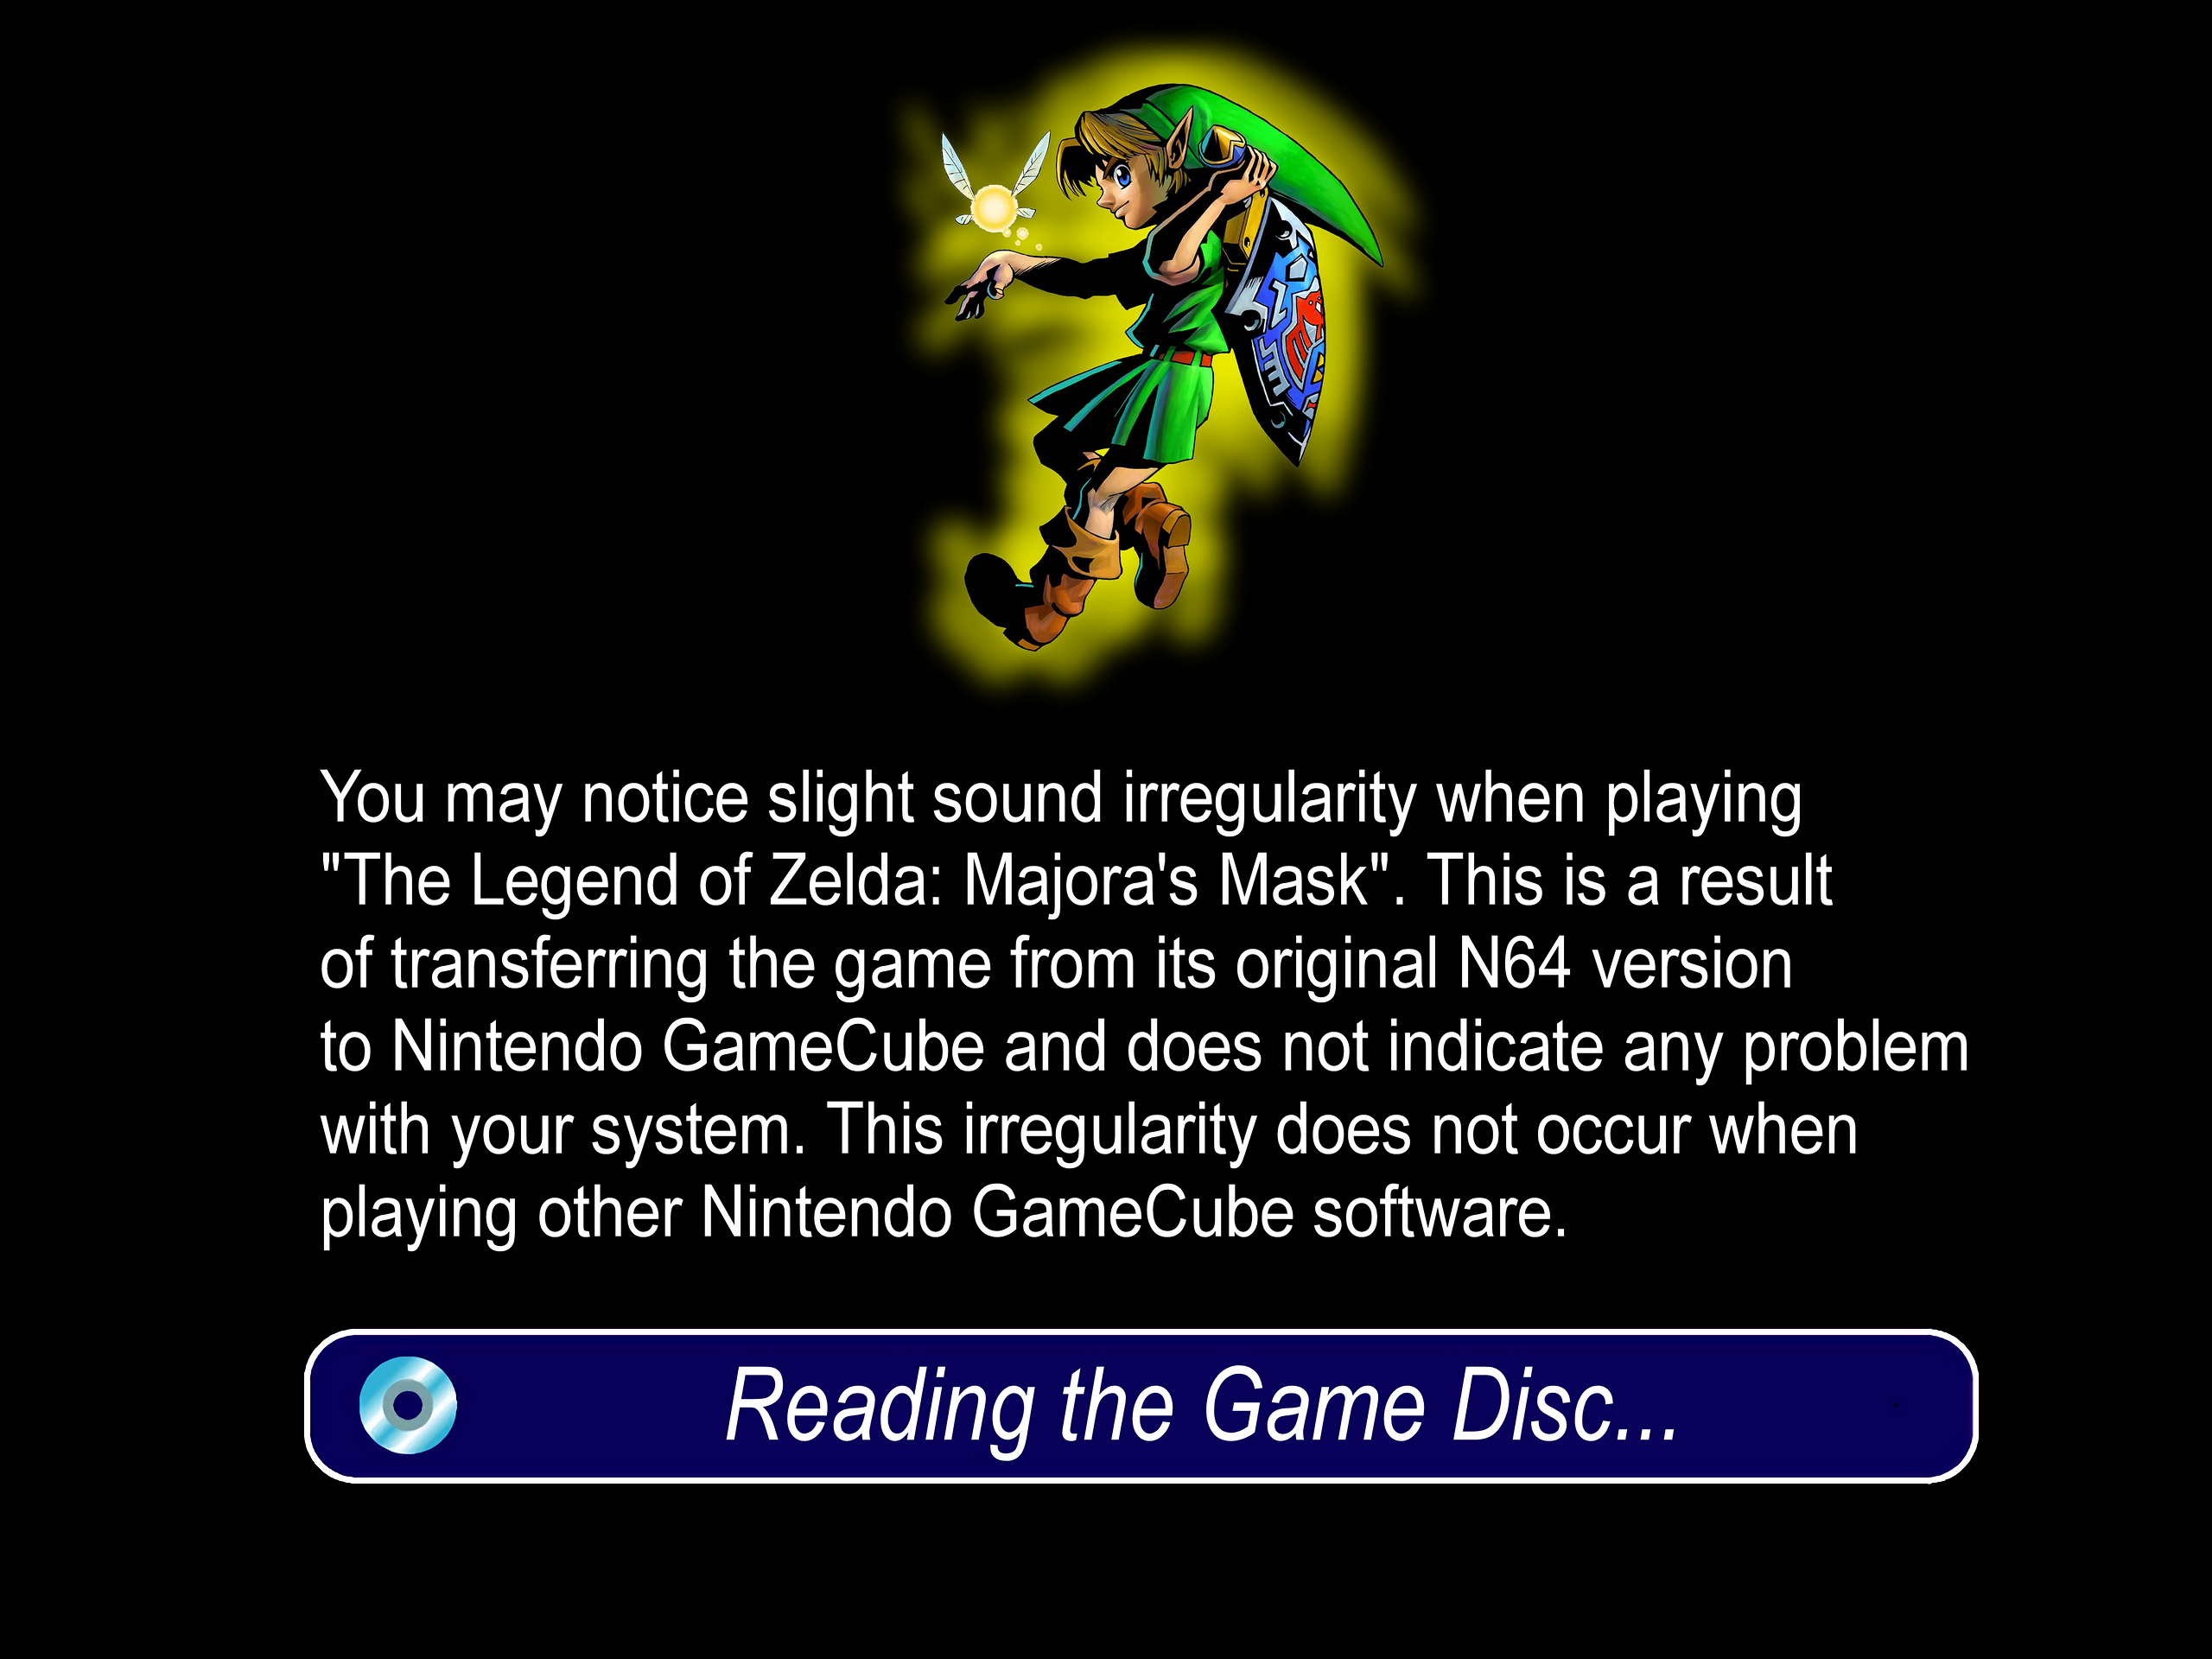 You may notice slight sound irregularity when playing
"The Legend of Zelda: Majora's Mask". This is a result
of transferring the game from its original N64 version
to Nintendo GameCube and does not indicate any problem
with your system. This irregularity does not occur when
playing other Nintendo GameCube software.
Reading the Game Disc...